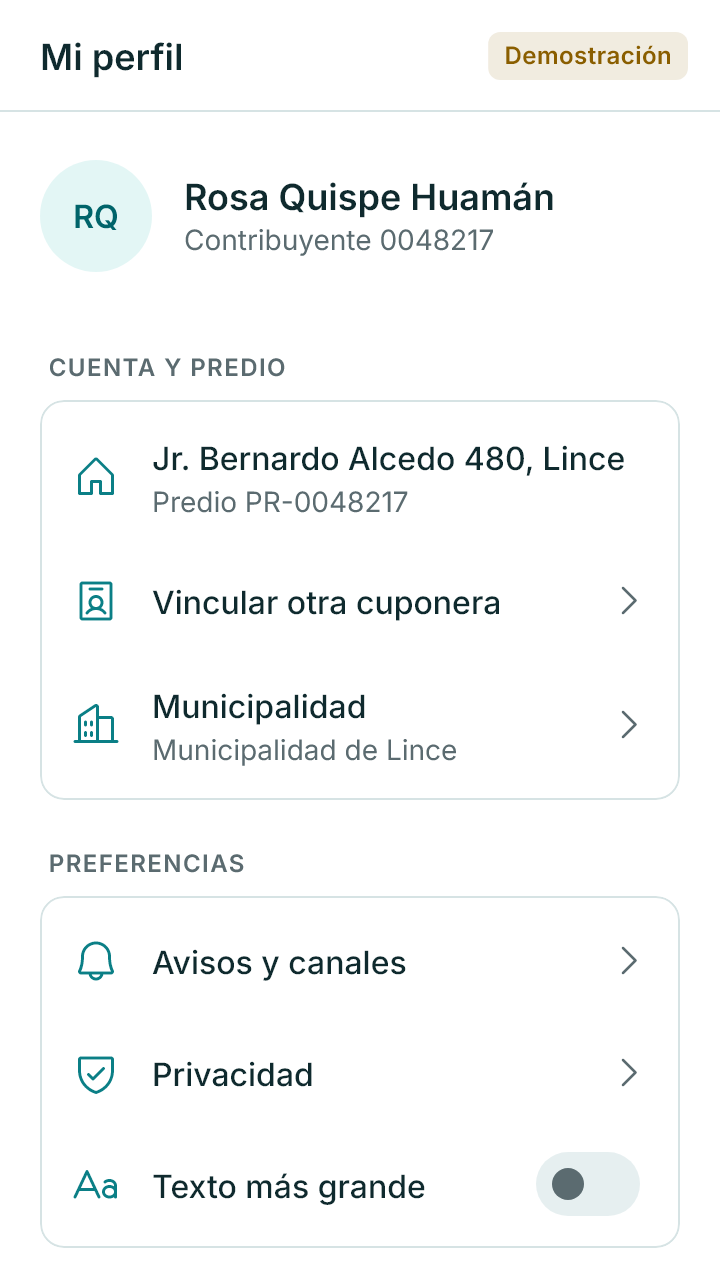 Mi perfil
Demostración
RQ
Rosa Quispe Huamán
Contribuyente 0048217
CUENTA Y PREDIO
Jr. Bernardo Alcedo 480, Lince
Predio PR-0048217
Vincular otra cuponera
Municipalidad
Municipalidad de Lince
PREFERENCIAS
Avisos y canales
Privacidad
Aa Texto más grande